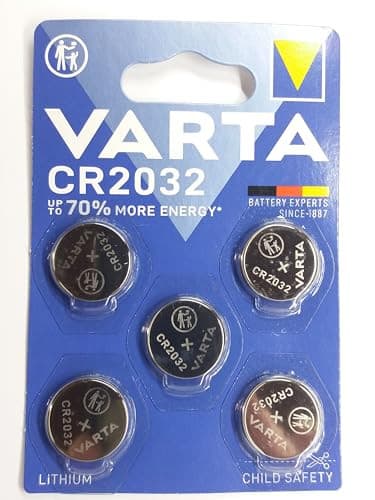 VARTA
CR2032
UP TO 70% MORE ENERGY*
BATTERY EXPERTS
SINCE-1887
VARTA
+
CR2032
VARTA
+
CR2032
VARTA
+
CR2032
VARTA
+
CR2032
VARTA
+
CR2032
LITHIUM
CHILD SAFETY